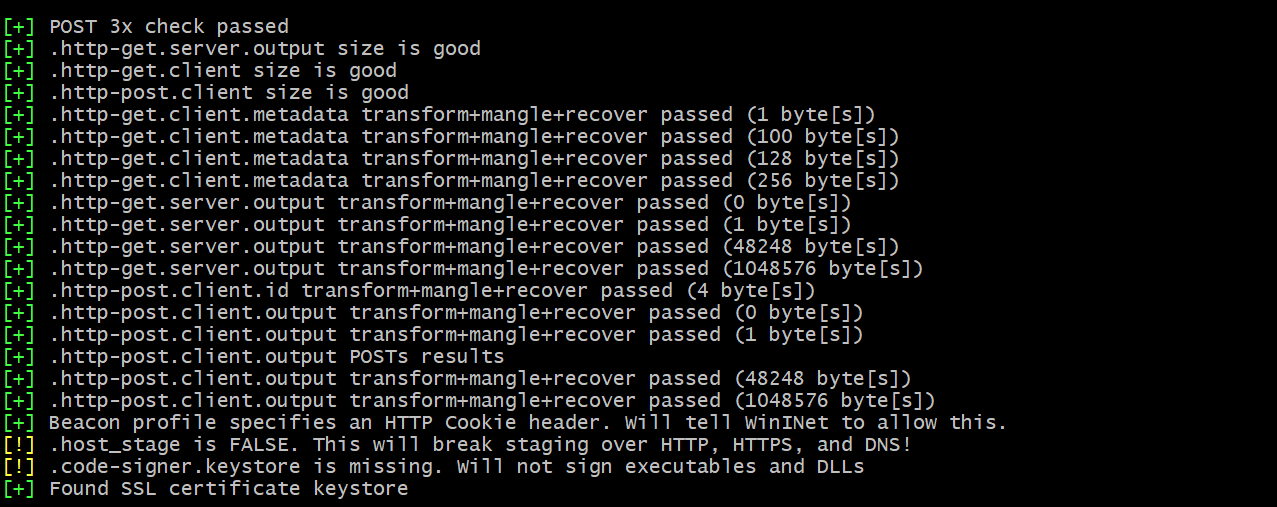 [+] POST 3x check passed
[+] .http-get.server.output size is good
[+] .http-get.client size is good
[+] .http-post.client size is good
[+] .http-get.client.metadata transform+mangle+recover passed (1 byte[s])
[+] .http-get.client.metadata transform+mangle+recover passed (100 byte[s])
[+] .http-get.client.metadata transform+mangle+recover passed (128 byte[s])
[+] .http-get.client.metadata transform+mangle+recover passed (256 byte[s])
[+] .http-get.server.output transform+mangle+recover passed (0 byte[s])
[+] .http-get.server.output transform+mangle+recover passed (1 byte[s])
[+] .http-get.server.output transform+mangle+recover passed (48248 byte[s])
[+] .http-get.server.output transform+mangle+recover passed (1048576 byte[s])
[+] .http-post.client.id transform+mangle+recover passed (4 byte[s])
[+] .http-post.client.output transform+mangle+recover passed (0 byte[s])
[+] .http-post.client.output transform+mangle+recover passed (1 byte[s])
[+] .http-post.client.output POSTs results
[+] .http-post.client.output transform+mangle+recover passed (48248 byte[s])
[+] .http-post.client.output transform+mangle+recover passed (1048576 byte[s])
[+] Beacon profile specifies an HTTP Cookie header. Will tell WinINet to allow this.
[!] .host_stage is FALSE. This will break staging over HTTP, HTTPS, and DNS!
[!] .code-signer.keystore is missing. Will not sign executables and DLLs
[+] Found SSL certificate keystore